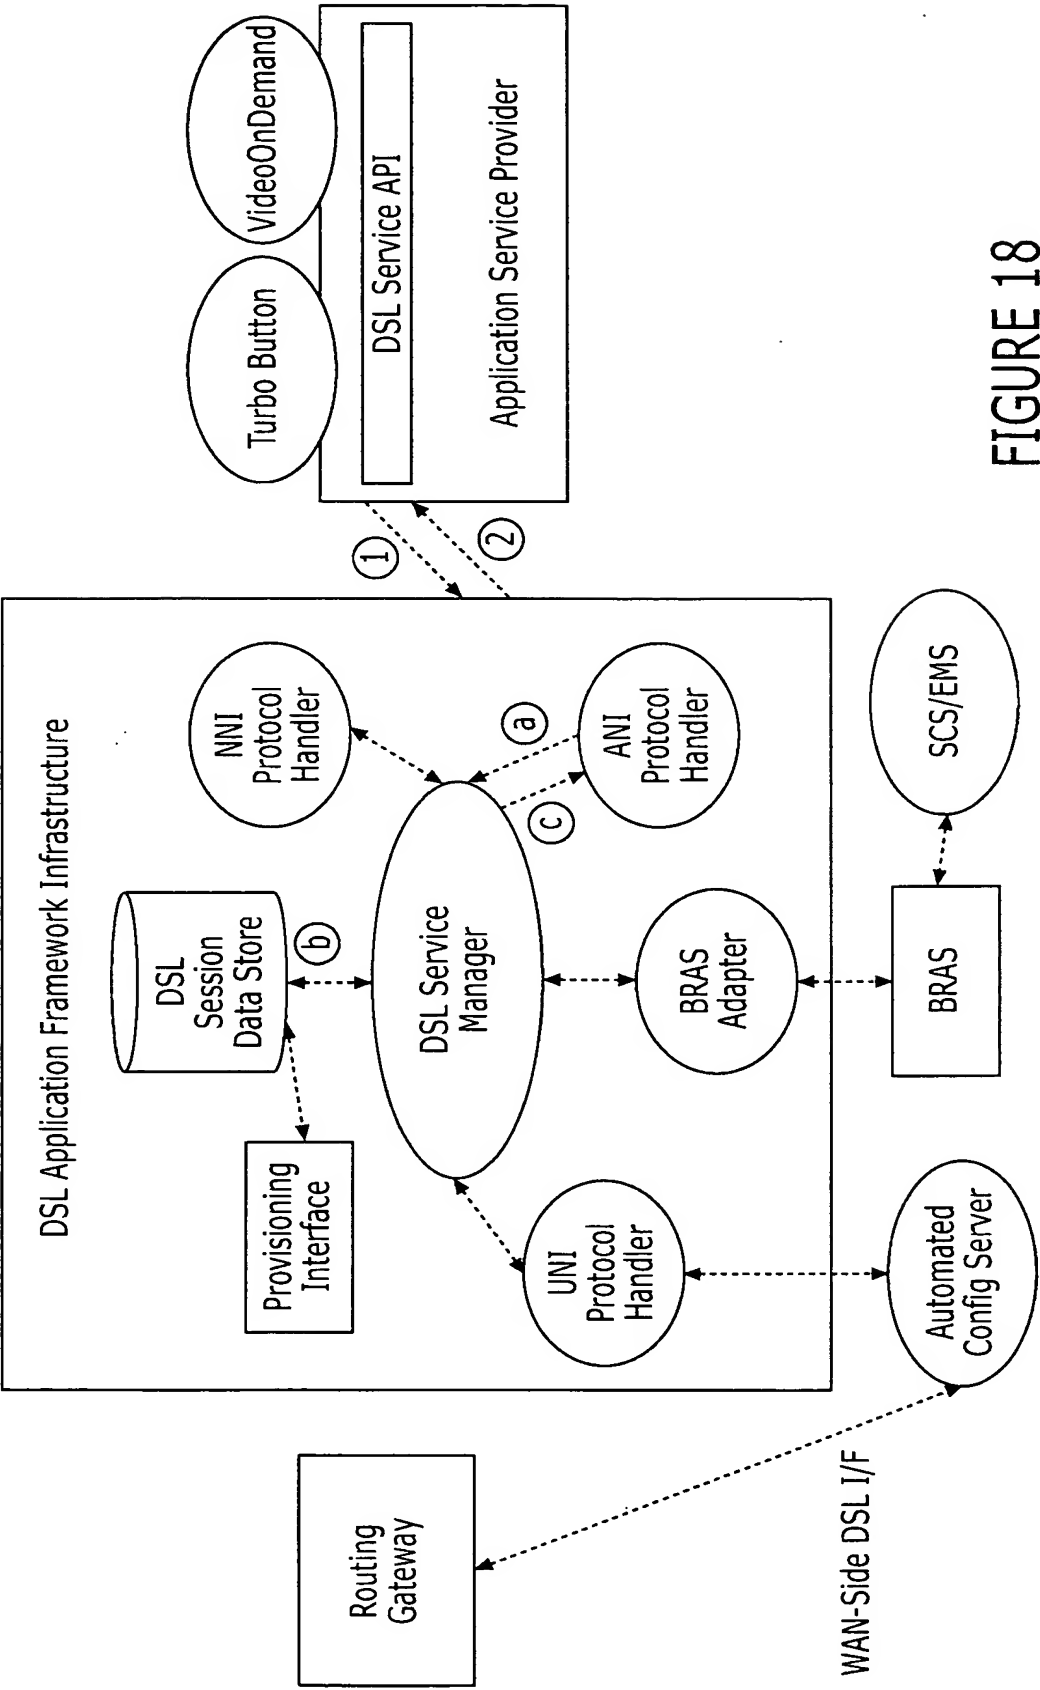 DSL Application Framework Infrastructure
Routing
Gateway
Provisioning
Interface
DSL
Session
Data Store
b
NNI
Protocol
Handler
Turbo Button
VideoOnDemand
DSL Service API
Application Service Provider
1
2
DSL Service
Manager
a
c
UNI
Protocol
Handler
BRAS
Adapter
ANI
Protocol
Handler
WAN-Side DSL I/F
Automated
Config Server
BRAS
SCS/EMS
FIGURE 18